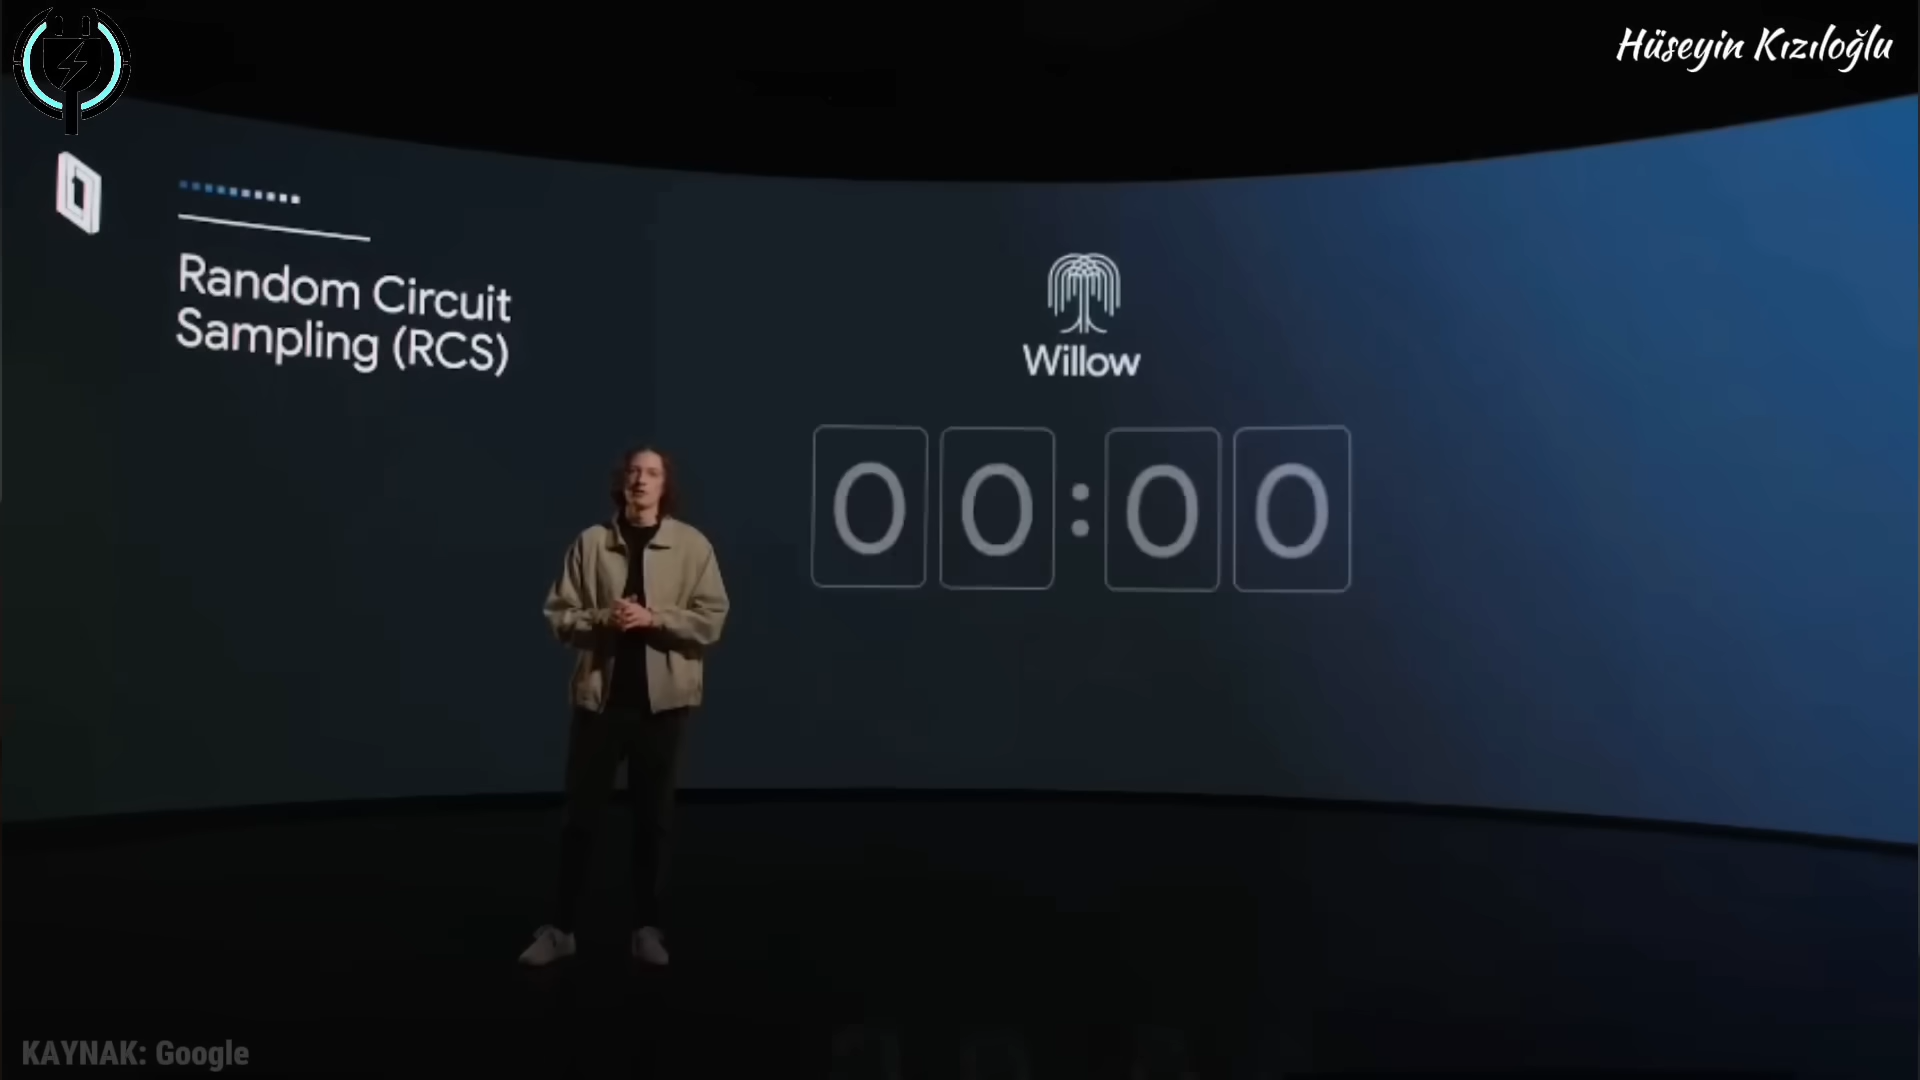 Hüseyin Kızıloğlu
Random Circuit
Sampling (RCS)
Willow
00:00
KAYNAK: Google